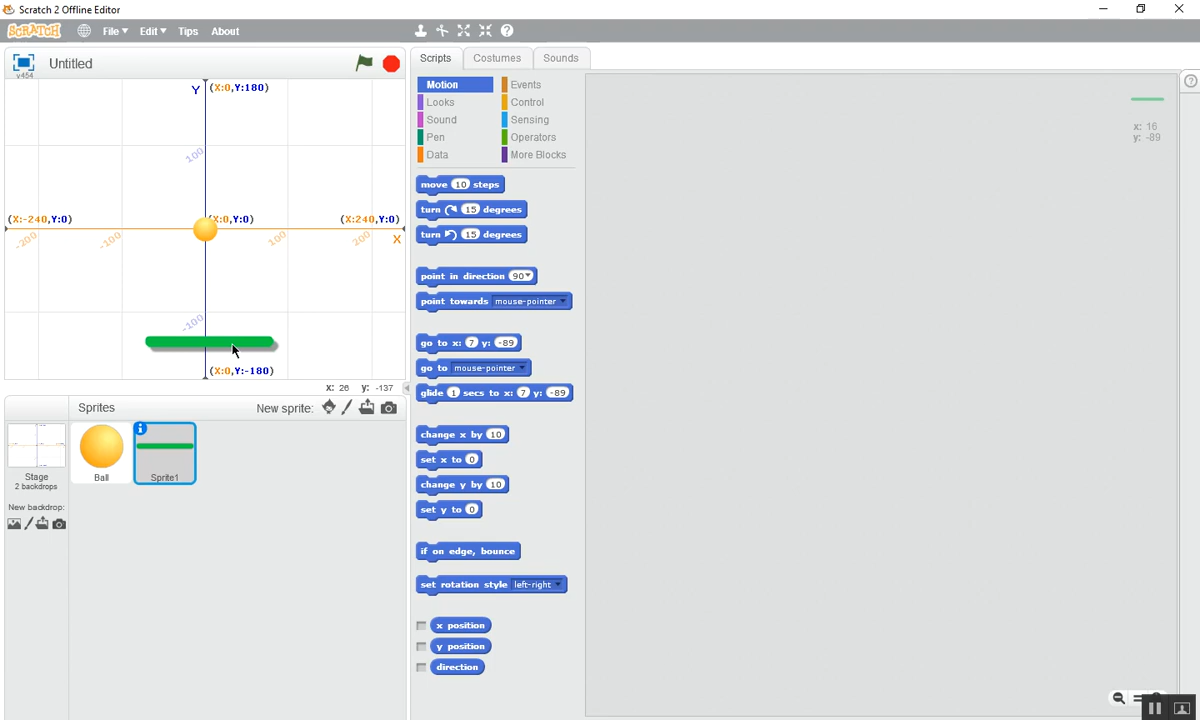 Scratch 2 Offline Editor
SCRATCH File Edit Tips About
v454 Untitled
Scripts Costumes Sounds
Motion Events
Looks Control
Sound Sensing
Pen Operators
Data More Blocks
Y (X:0,Y:180)
100
(X:-240,Y:0) (X:0,Y:0) (X:240,Y:0)
-200 -100 100 200 X
-100
(X:0,Y:-180)
x: 26 y: -137
Sprites New sprite:
Stage
2 backdrops
New backdrop:
Ball
Sprite1
move 10 steps
turn 15 degrees
turn 15 degrees
point in direction 90
point towards mouse-pointer
go to x: 7 y: -89
go to mouse-pointer
glide 1 secs to x: 7 y: -89
change x by 10
set x to 0
change y by 10
set y to 0
if on edge, bounce
set rotation style left-right
x position
y position
direction
x: 16
y: -89